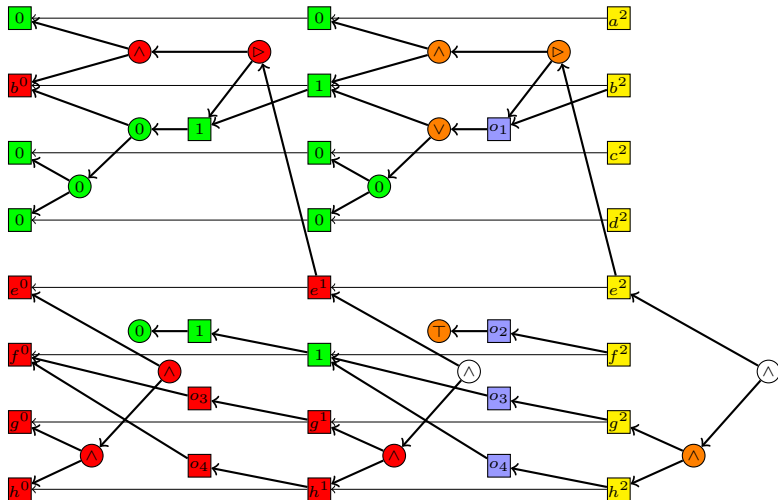 0 0 a²
∧ ▷ ∧ ▷
b⁰ 1 b²
0 1 ∨ o₁
0 0 c²
0 0
0 0 d²
e⁰ e¹ e²
0 1 ⊤ o₂
f⁰ 1 f²
∧ ∧ ∧
o₃ o₃
g⁰ g¹ g²
∧ ∧ ∧
o₄ o₄
h⁰ h¹ h²